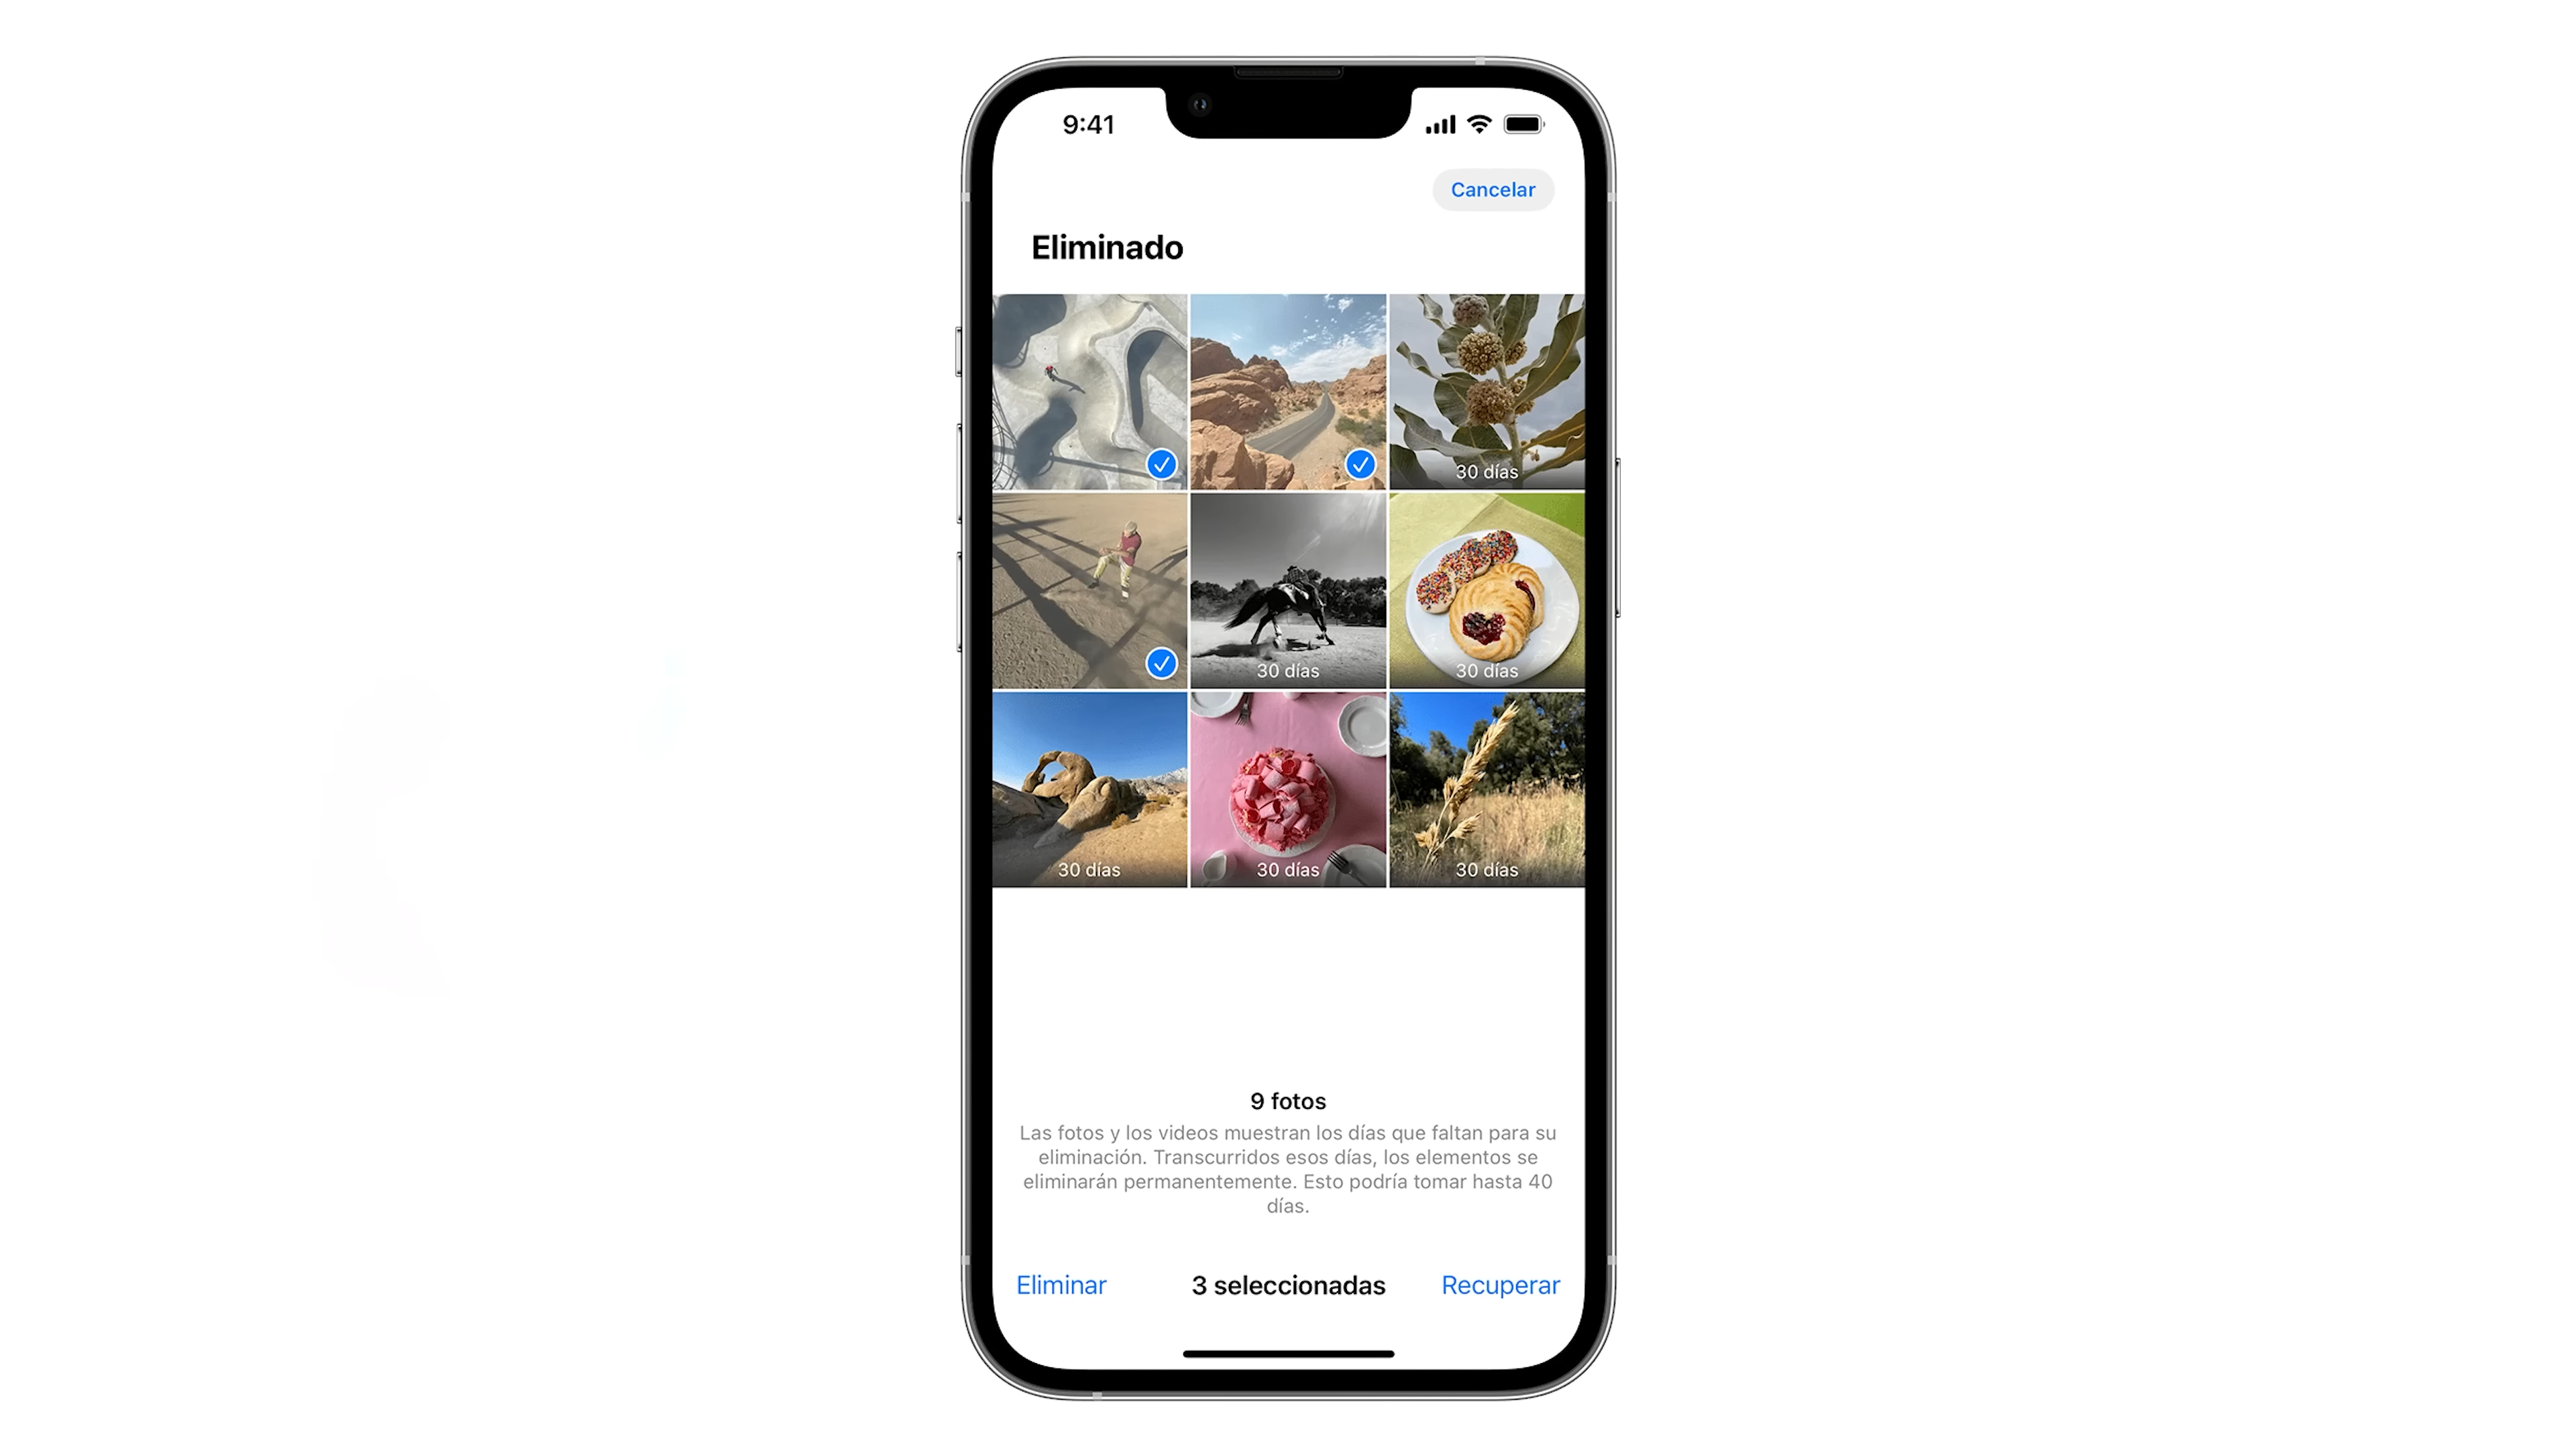 9:41
Cancelar
Eliminado
30 días
30 días
30 días
30 días
30 días
30 días
9 fotos
Las fotos y los videos muestran los días que faltan para su
eliminación. Transcurridos esos días, los elementos se
eliminarán permanentemente. Esto podría tomar hasta 40
días.
Eliminar
3 seleccionadas
Recuperar